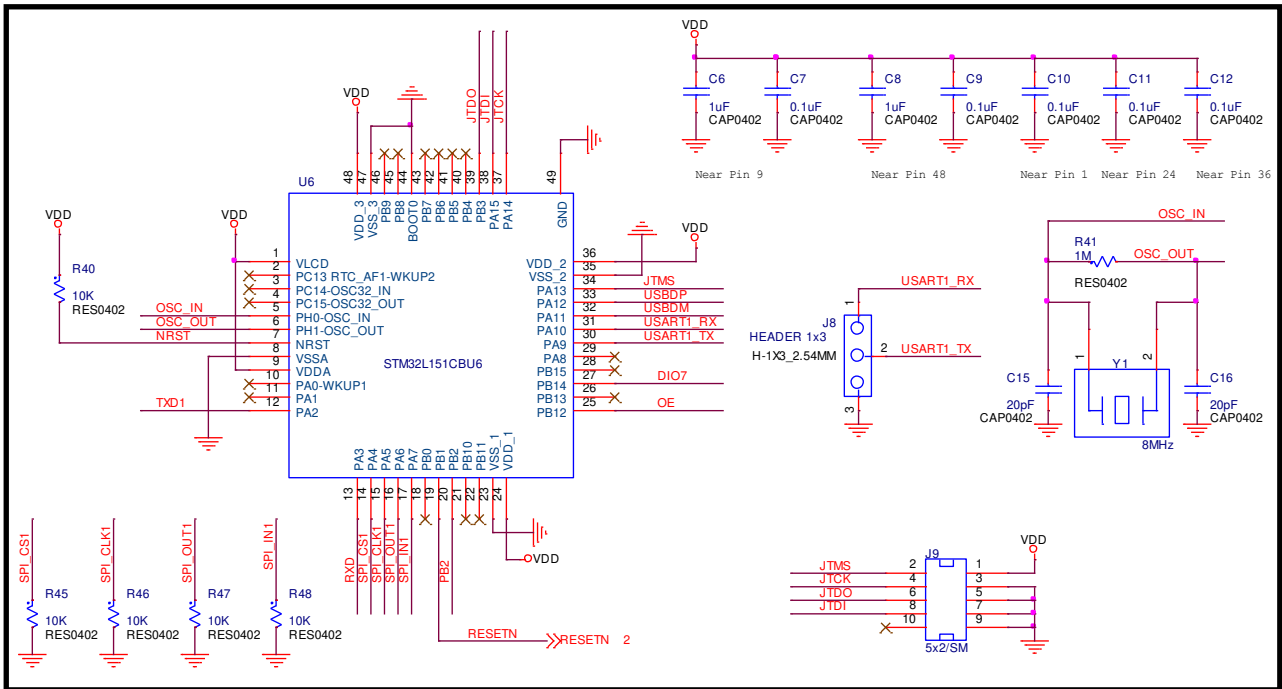 VDD
C6
1uF
CAP0402
C7
0.1uF
CAP0402
C8
1uF
CAP0402
C9
0.1uF
CAP0402
C10
0.1uF
CAP0402
C11
0.1uF
CAP0402
C12
0.1uF
CAP0402
Near Pin 9
Near Pin 48
Near Pin 1
Near Pin 24
Near Pin 36
VDD
JTDO
JTDI
JTCK
48
47
46
45
44
43
42
41
40
39
38
37
49
U6
VDD_3
VSS_3
PB9
PB8
BOOT0
PB7
PB6
PB5
PB4
PB3
PA15
PA14
GND
VDD
R40
10K
RES0402
VDD
OSC_IN
OSC_OUT
NRST
TXD1
1
2
3
4
5
6
7
8
9
10
11
12
VLCD
PC13 RTC_AF1-WKUP2
PC14-OSC32_IN
PC15-OSC32_OUT
PH0-OSC_IN
PH1-OSC_OUT
NRST
VSSA
VDDA
PA0-WKUP1
PA1
PA2
STM32L151CBU6
VDD_2
VSS_2
PA13
PA12
PA11
PA10
PA9
PA8
PB15
PB14
PB13
PB12
36
35
34
33
32
31
30
29
28
27
26
25
VDD
JTMS
USBDP
USBDM
USART1_RX
USART1_TX
DIO7
OE
PA3
PA4
PA5
PA6
PA7
PB0
PB1
PB2
PB10
PB11
VSS_1
VDD_1
13
14
15
16
17
18
19
20
21
22
23
24
RXD
SPI_CS1
SPI_CLK1
SPI_OUT1
SPI_IN1
PB2
VDD
RESETN
RESETN 2
USART1_RX
1
J8
HEADER 1x3
H-1X3_2.54MM
2
USART1_TX
3
OSC_IN
R41
1M
OSC_OUT
RES0402
1
2
Y1
C15
20pF
CAP0402
C16
20pF
CAP0402
8MHz
SPI_CS1
R45
10K
RES0402
SPI_CLK1
R46
10K
RES0402
SPI_OUT1
R47
10K
RES0402
SPI_IN1
R48
10K
RES0402
J9
VDD
JTMS
2
1
JTCK
4
3
JTDO
6
5
JTDI
8
7
10
9
5x2/SM